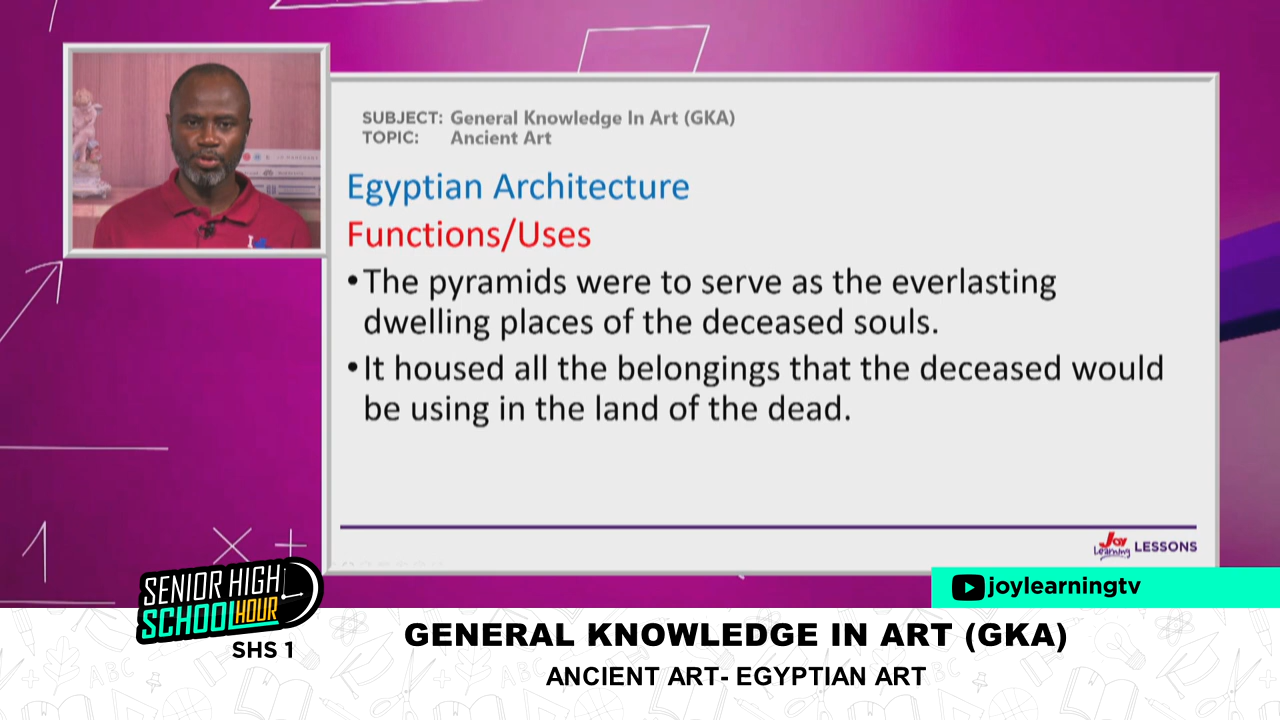 SUBJECT: General Knowledge In Art (GKA)
TOPIC: Ancient Art
Egyptian Architecture
Functions/Uses
•The pyramids were to serve as the everlasting
dwelling places of the deceased souls.
•It housed all the belongings that the deceased would
be using in the land of the dead.
Joy Learning LESSONS
joylearningtv
SENIOR HIGH
SCHOOL HOUR
SHS 1
GENERAL KNOWLEDGE IN ART (GKA)
ANCIENT ART- EGYPTIAN ART